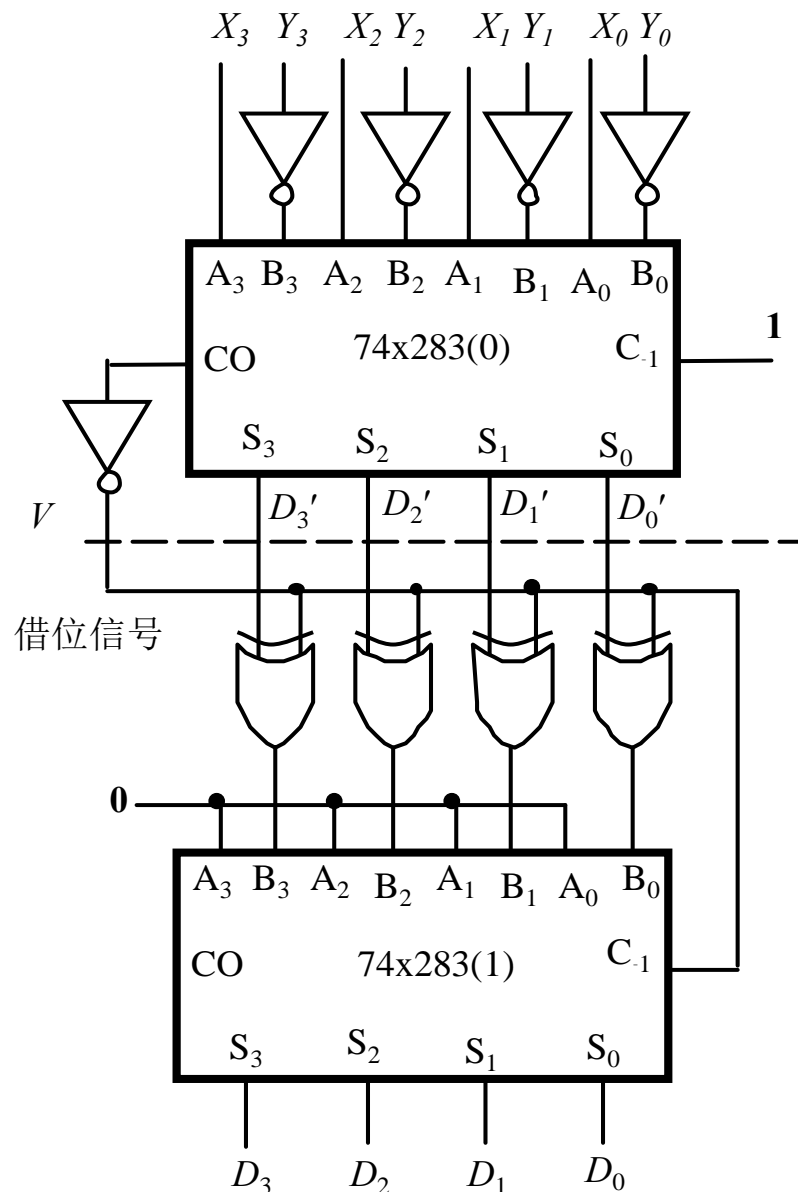 X₃ Y₃ X₂ Y₂ X₁ Y₁ X₀ Y₀
A₃ B₃ A₂ B₂ A₁ B₁ A₀ B₀
CO 74x283(0) C₋₁ 1
S₃ S₂ S₁ S₀
V D₃′ D₂′ D₁′ D₀′
借位信号
0
A₃ B₃ A₂ B₂ A₁ B₁ A₀ B₀
CO 74x283(1) C₋₁
S₃ S₂ S₁ S₀
D₃ D₂ D₁ D₀